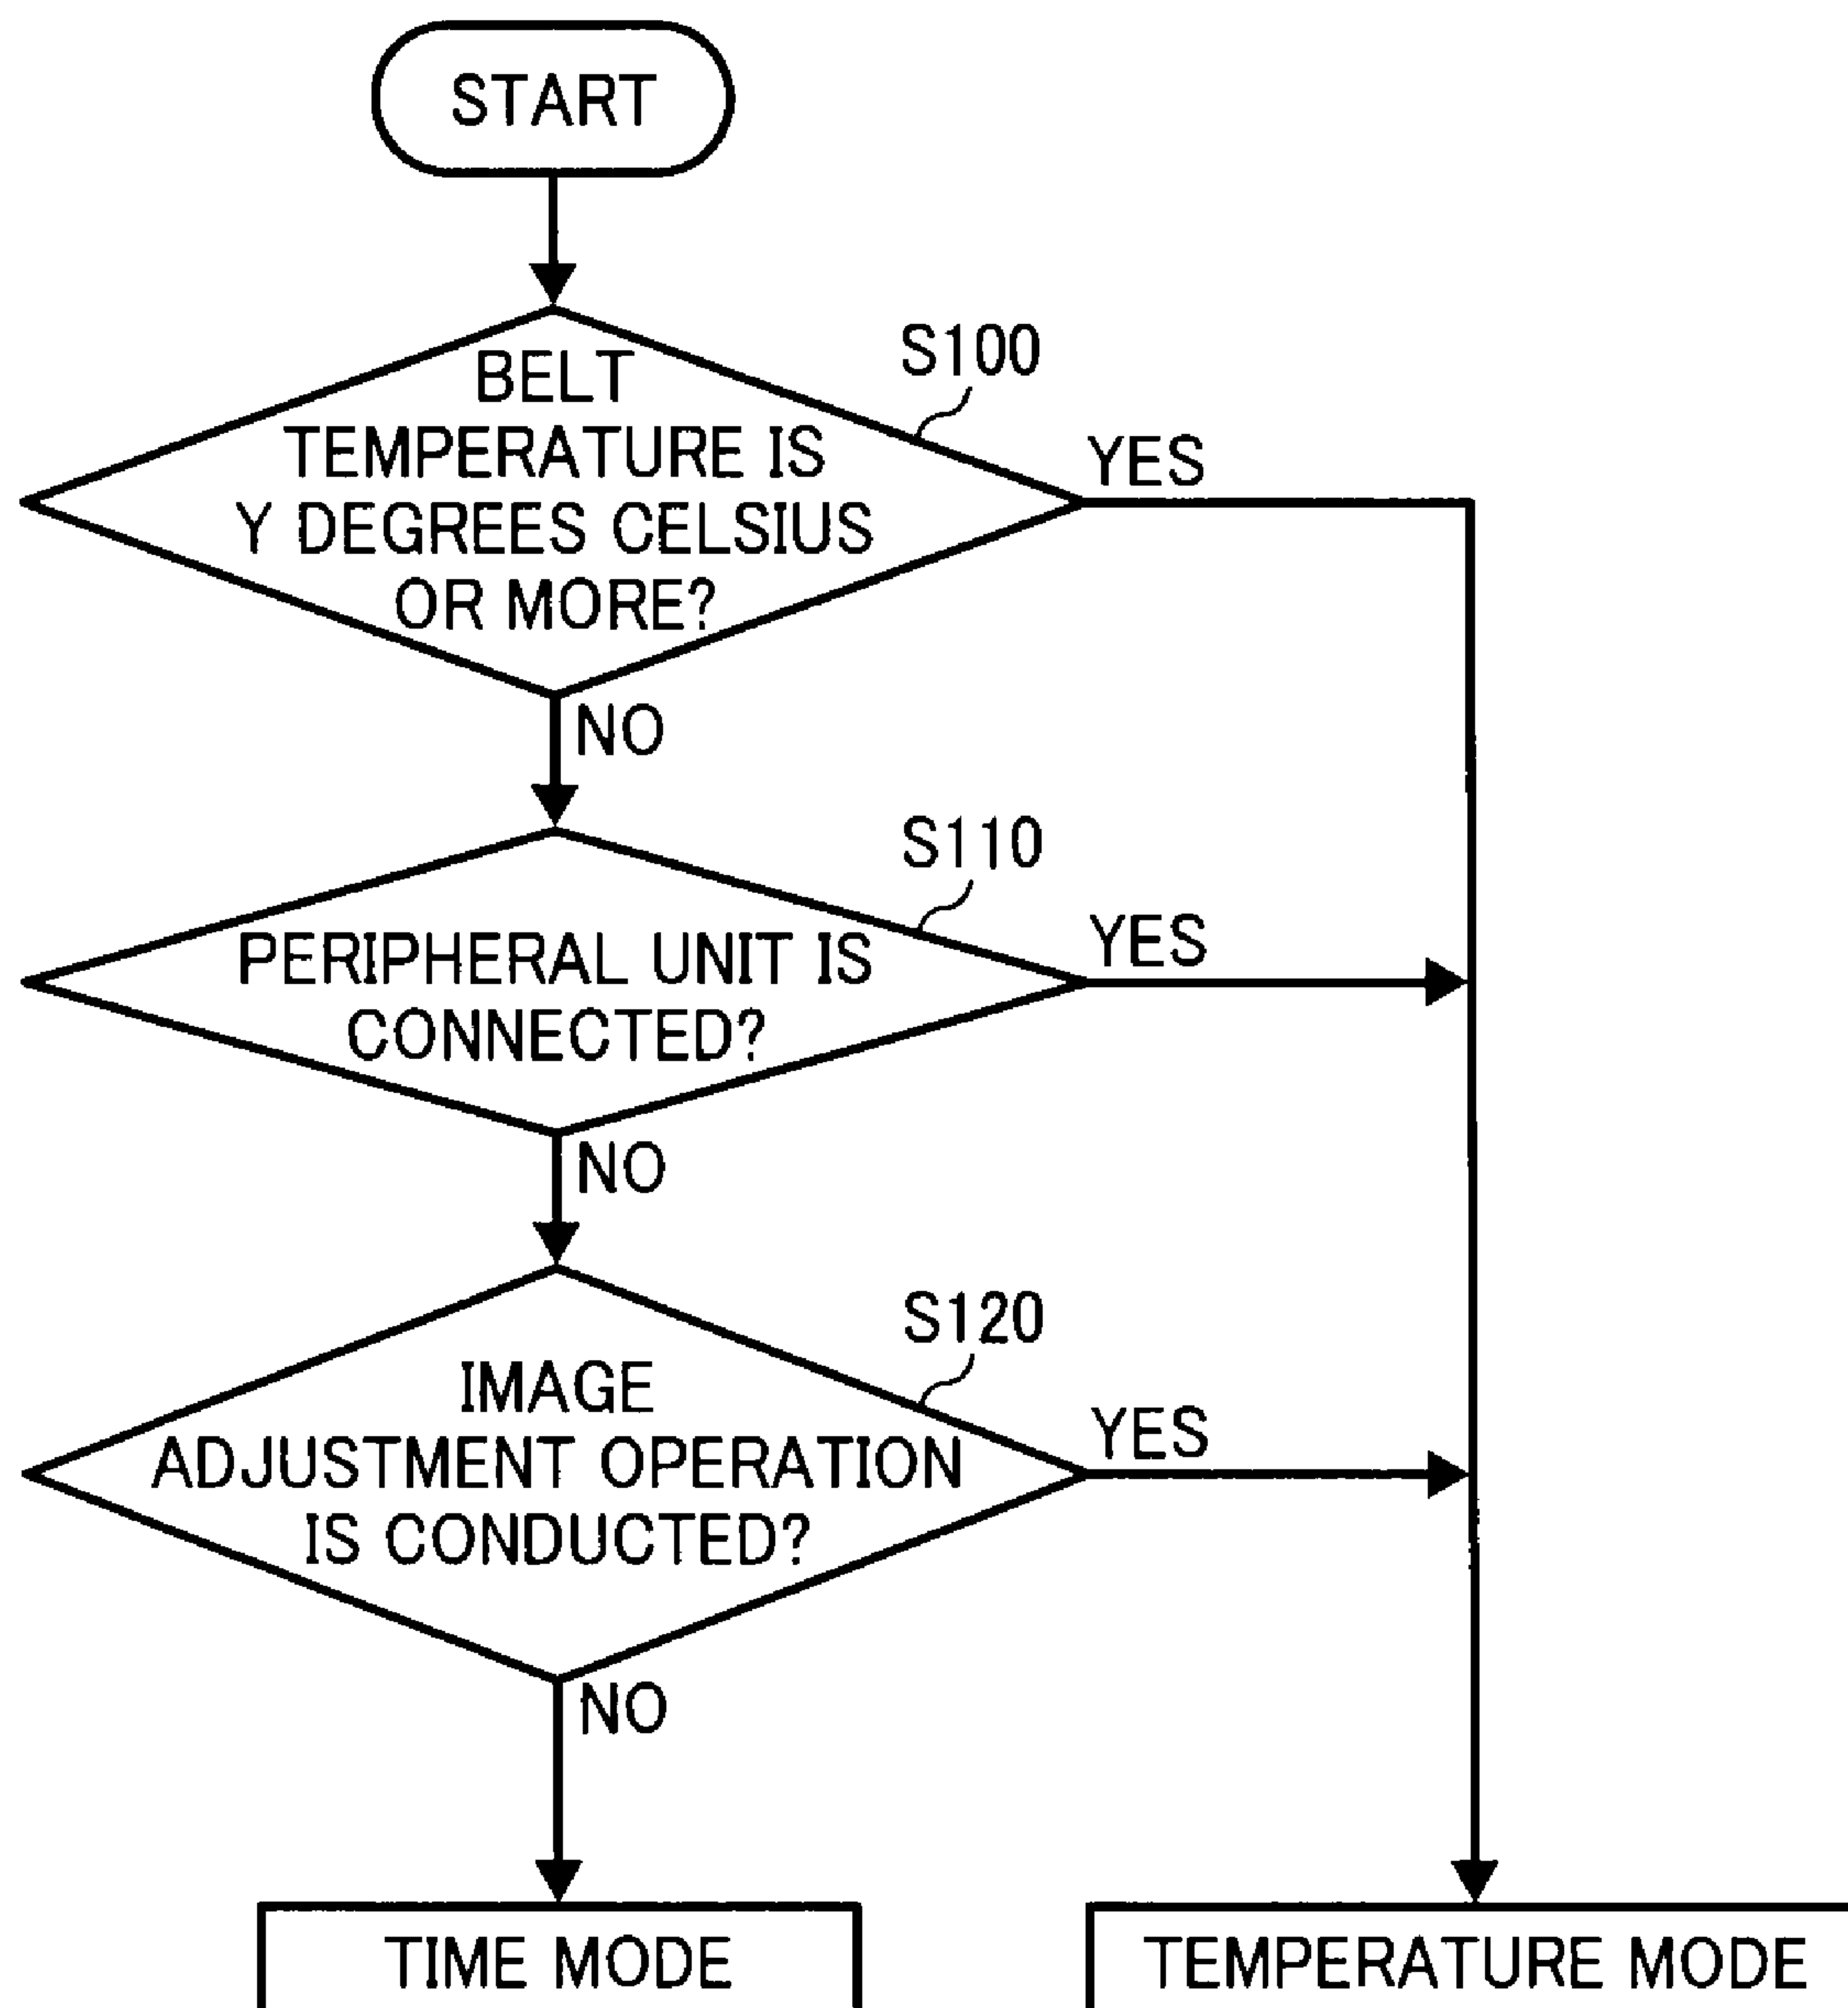 START
S100
BELT
TEMPERATURE IS
Y DEGREES CELSIUS
OR MORE?
YES
NO
S110
PERIPHERAL UNIT IS
CONNECTED?
YES
NO
S120
IMAGE
ADJUSTMENT OPERATION
IS CONDUCTED?
YES
NO
TIME MODE
TEMPERATURE MODE